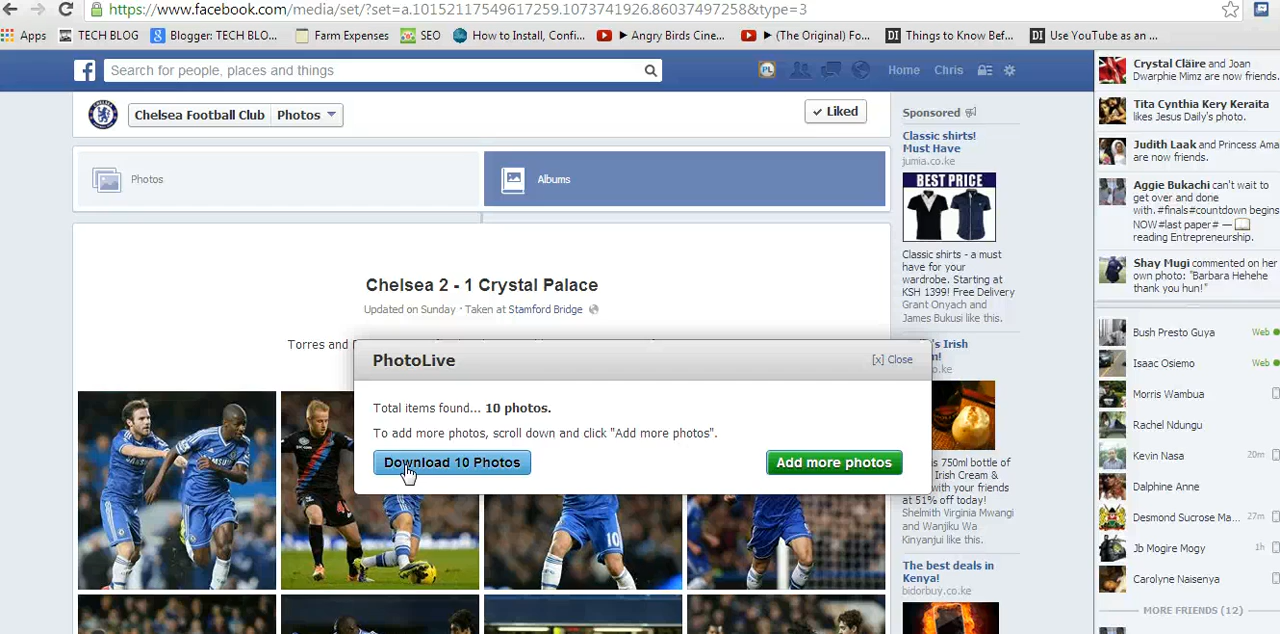 https://www.facebook.com/media/set/?set=a.10152117549617259.1073741926.86037497258&type=3
Apps
TECH BLOG
Blogger: TECH BLO...
Farm Expenses
SEO
How to Install, Confi...
► Angry Birds Cine...
► (The Original) Fo...
DI Things to Know Bef...
DI Use YouTube as an ...
Search for people, places and things
PL
Home
Chris
Chelsea Football Club
Photos
Liked
Photos
Albums
Chelsea 2 - 1 Crystal Palace
Updated on Sunday · Taken at Stamford Bridge
Torres and
PhotoLive
[x] Close
Total items found... 10 photos.
To add more photos, scroll down and click "Add more photos".
Download 10 Photos
Add more photos
10
Sponsored
Classic shirts!
Must Have
jumia.co.ke
BEST PRICE
Classic shirts - a must
have for your
wardrobe. Starting at
KSH 1399! Free Delivery
Grant Onyach and
James Bukusi like this.
's Irish
!
o.ke
s 750ml bottle of
Irish Cream &
with your friends
at 51% off today!
Shelmith Virginia Mwangi
and Wanjiku Wa
Kinyanjui like this.
The best deals in
Kenya!
bidorbuy.co.ke
Crystal Claire and Joan
Dwarphie Mimz are now friends.
Tita Cynthia Kery Keraita
likes Jesus Daily's photo.
Judith Laak and Princess Ama
are now friends.
Aggie Bukachi can't wait to
get over and done
with.#finals#countdown begins
NOW#last paper# —
reading Entrepreneurship.
Shay Mugi commented on her
own photo: "Barbara Hehehe
thank you hun!"
Bush Presto Guya Web
Isaac Osiemo Web
Morris Wambua
Rachel Ndungu
Kevin Nasa 20m
Dalphine Anne
Desmond Sucrose Ma... 27m
Jb Mogire Mogy 1h
Carolyne Naisenya
MORE FRIENDS (12)